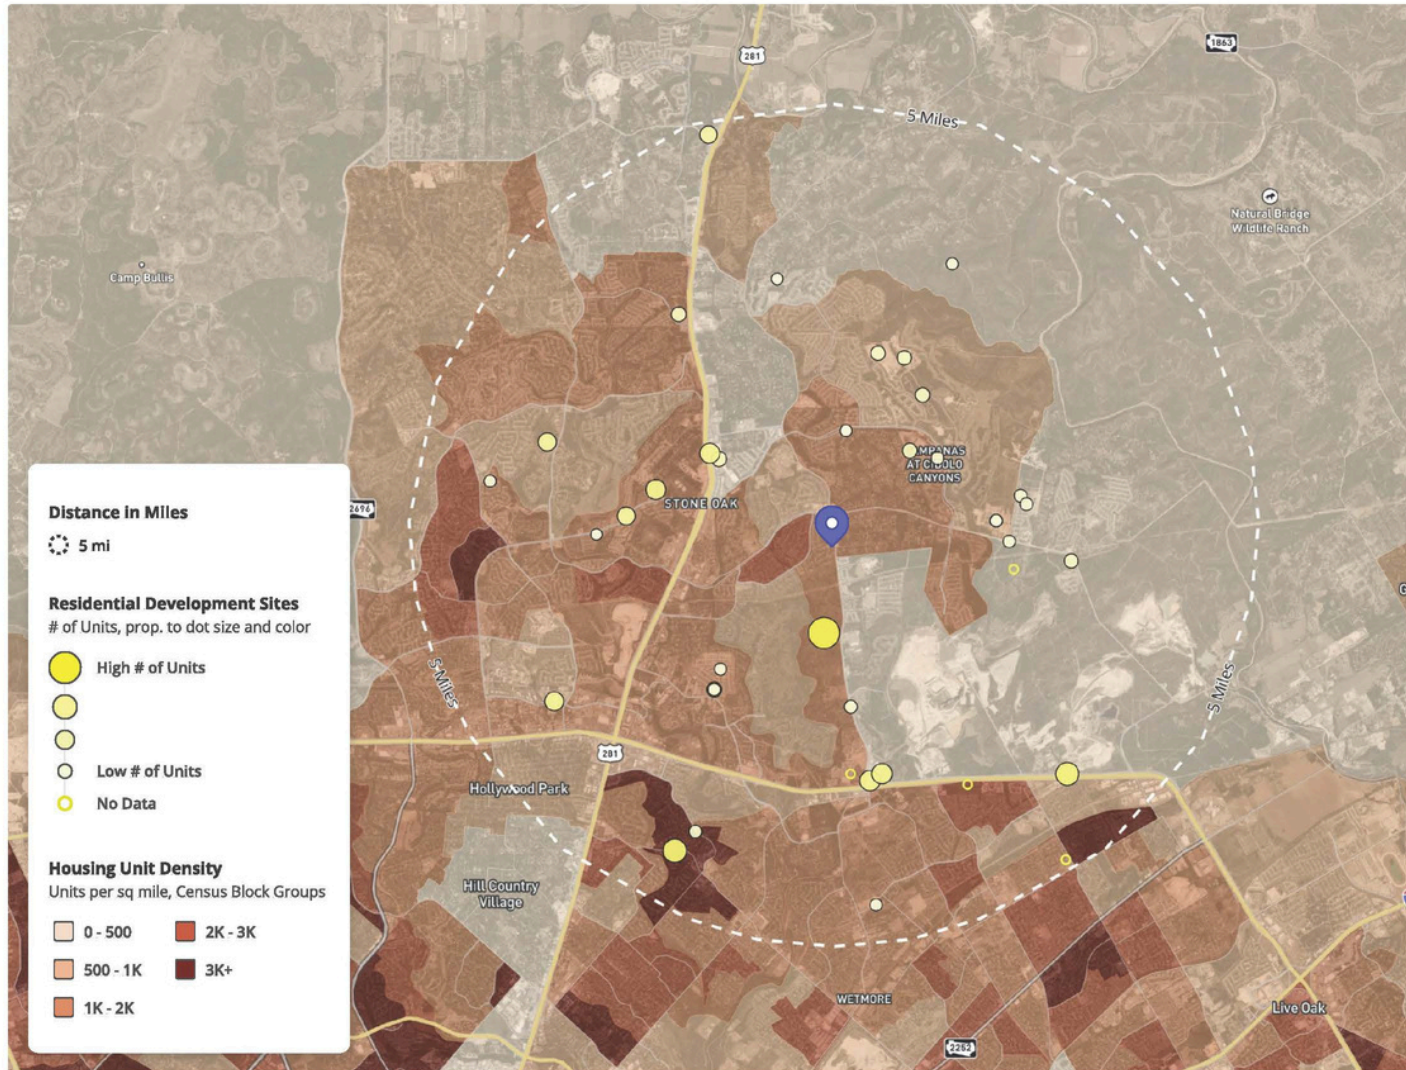 281
1863
5 Miles
Natural Bridge
Wildlife Ranch
Camp Bullis
MPANAS
AT CIBOLO
CANYONS
STONE OAK
2696
5 Miles
5 Miles
281
Hollywood Park
Hill Country
Village
WETMORE
Live Oak
2252
G
Distance in Miles
5 mi
Residential Development Sites
# of Units, prop. to dot size and color
High # of Units
Low # of Units
No Data
Housing Unit Density
Units per sq mile, Census Block Groups
0 - 500
2K - 3K
500 - 1K
3K+
1K - 2K